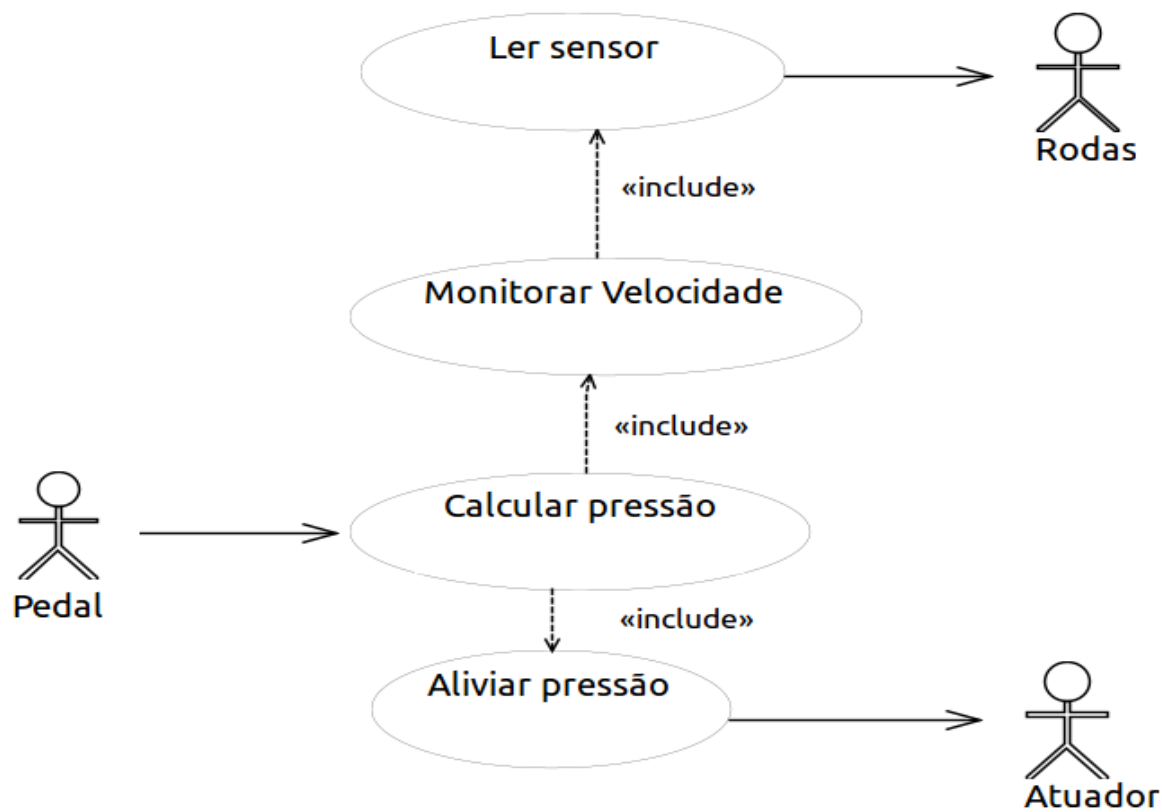 Ler sensor
Rodas
«include»
Monitorar Velocidade
«include»
Calcular pressão
Pedal
«include»
Aliviar pressão
Atuador